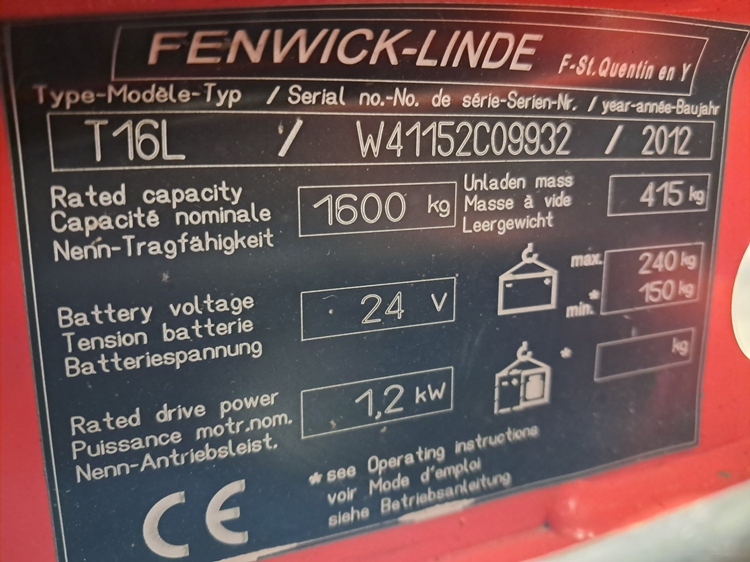 FENWICK-LINDE F-St.Quentin en Y
Type-Modèle-Typ / Serial no.-No. de série-Serien-Nr. / year-année-Baujahr
T16L / W41152C09932 / 2012
Rated capacity
Capacité nominale
Nenn-Tragfähigkeit
1600 kg
Unladen mass
Masse à vide
Leergewicht
415 kg
Battery voltage
Tension batterie
Batteriespannung
24 V
max. 240 kg
* min. 150 kg
Rated drive power
Puissance motr.nom.
Nenn-Antriebsleist.
1,2 kW
* kg
* see Operating instructions
voir Mode d'emploi
siehe Betriebsanleitung
CE